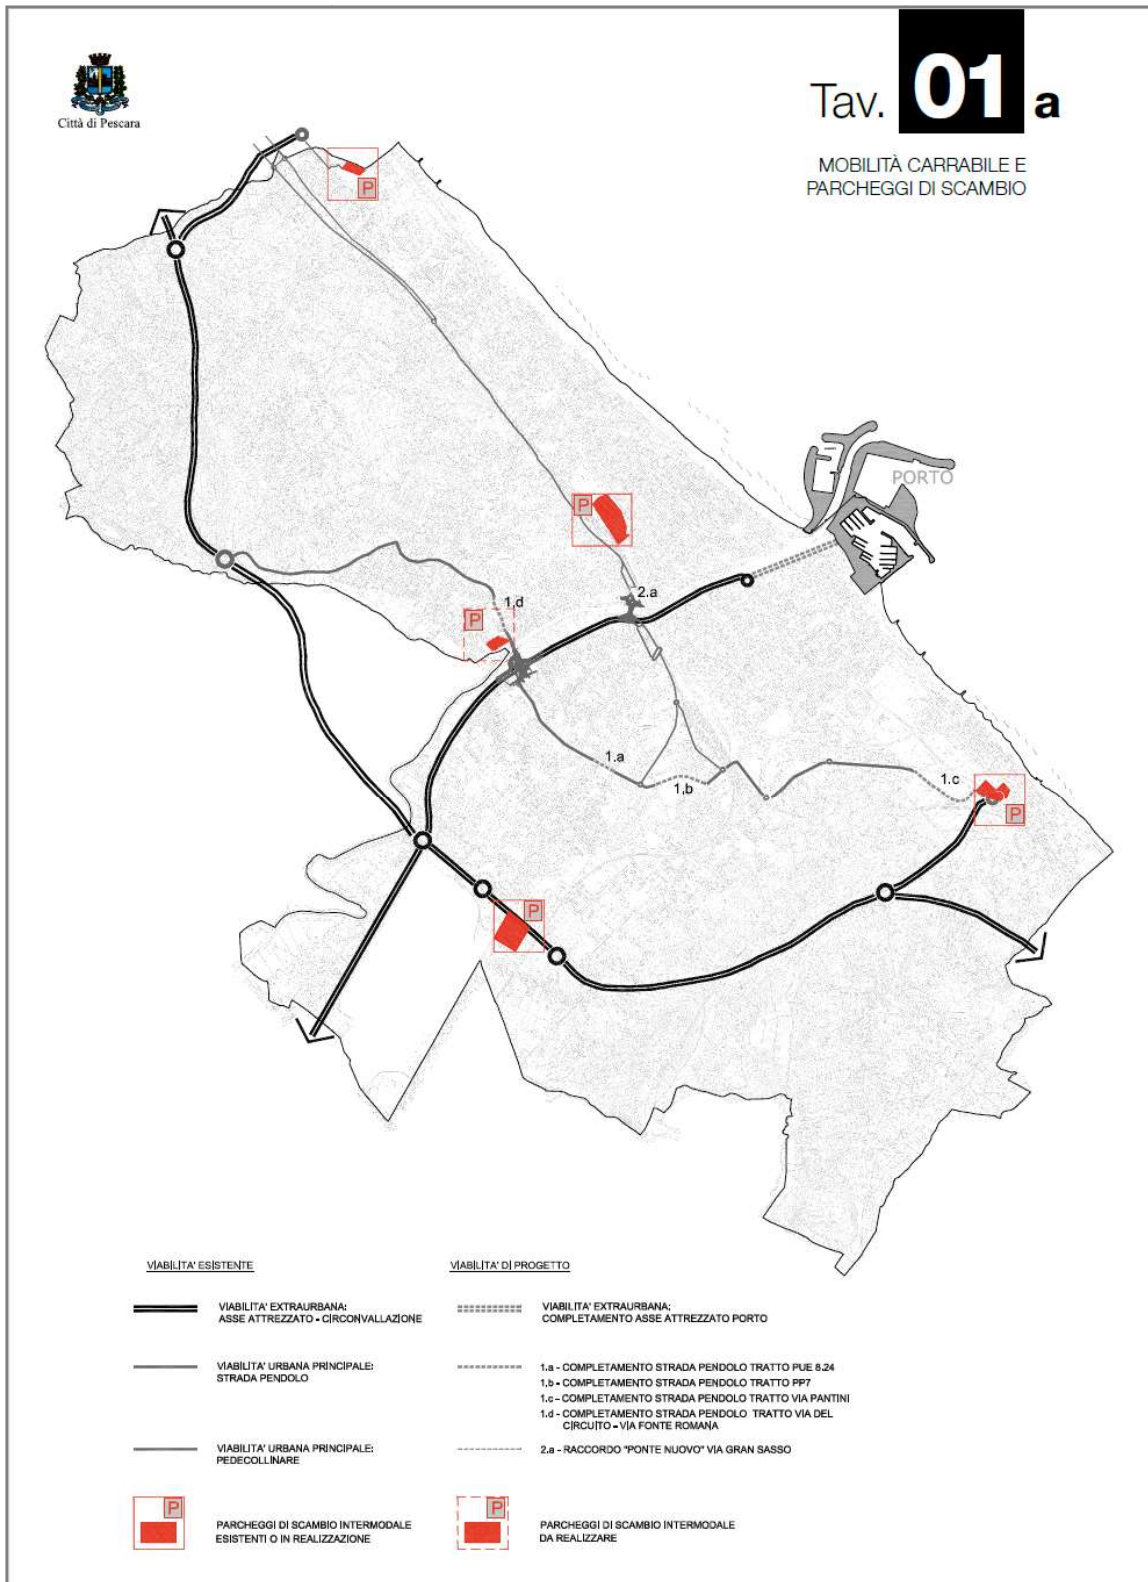 Città di Pescara
Tav. 01 a
MOBILITÀ CARRABILE E
PARCHEGGI DI SCAMBIO
P
PORTO
P
2.a
1.d
P
1.a
1.b
1.c
P
P
VIABILITA' ESISTENTE
VIABILITA' EXTRAURBANA:
ASSE ATTREZZATO - CIRCONVALLAZIONE
VIABILITA' URBANA PRINCIPALE:
STRADA PENDOLO
VIABILITA' URBANA PRINCIPALE:
PEDECOLLINARE
P
PARCHEGGI DI SCAMBIO INTERMODALE
ESISTENTI O IN REALIZZAZIONE
VIABILITA' DI PROGETTO
VIABILITA' EXTRAURBANA:
COMPLETAMENTO ASSE ATTREZZATO PORTO
1.a - COMPLETAMENTO STRADA PENDOLO TRATTO PUE 8.24
1.b - COMPLETAMENTO STRADA PENDOLO TRATTO PP7
1.c - COMPLETAMENTO STRADA PENDOLO TRATTO VIA PANTINI
1.d - COMPLETAMENTO STRADA PENDOLO TRATTO VIA DEL
CIRCUITO - VIA FONTE ROMANA
2.a - RACCORDO "PONTE NUOVO" VIA GRAN SASSO
P
PARCHEGGI DI SCAMBIO INTERMODALE
DA REALIZZARE